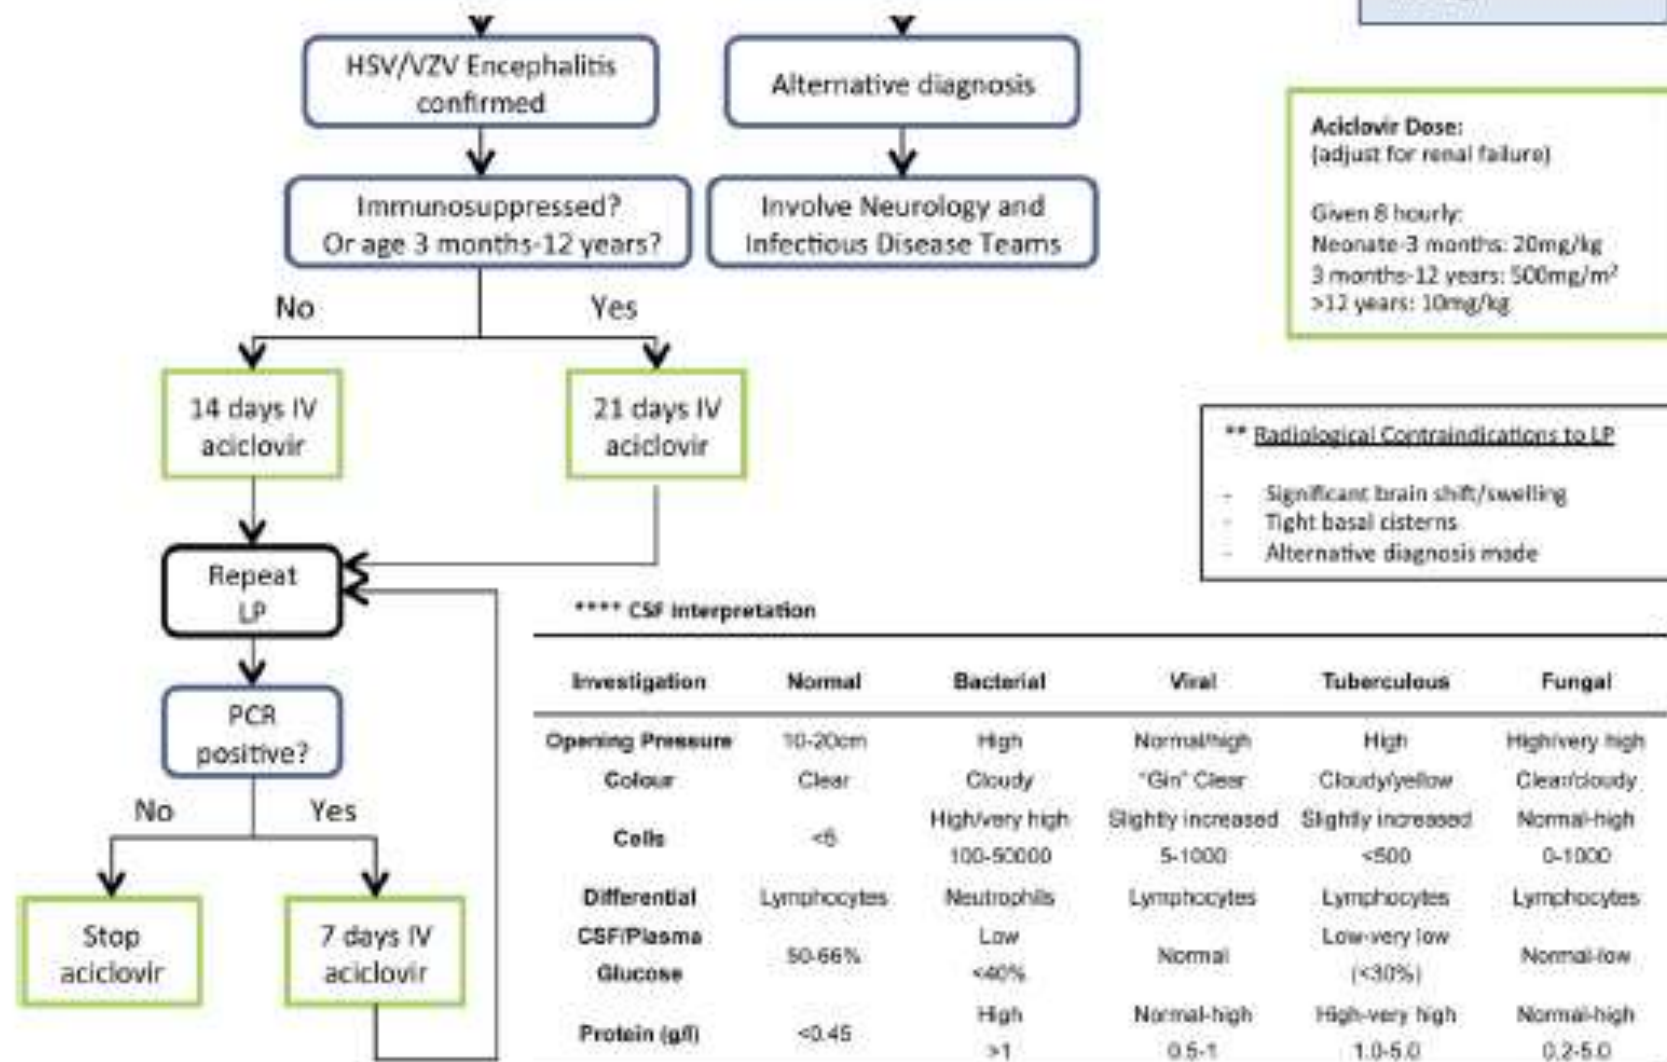 HSV/VZV Encephalitis
confirmed
Alternative diagnosis
Immunosuppressed?
Or age 3 months-12 years?
Involve Neurology and
Infectious Disease Teams
Aciclovir Dose:
(adjust for renal failure)
Given 8 hourly:
Neonate-3 months: 20mg/kg
3 months-12 years: 500mg/m²
>12 years: 10mg/kg
No
Yes
14 days IV
aciclovir
21 days IV
aciclovir
** Radiological Contraindications to LP
- Significant brain shift/swelling
- Tight basal cisterns
- Alternative diagnosis made
Repeat
LP
PCR
positive?
No
Yes
Stop
aciclovir
7 days IV
aciclovir
**** CSF Interpretation
Investigation Normal Bacterial Viral Tuberculous Fungal
Opening Pressure 10-20cm High Normal/high High High/very high
Colour Clear Cloudy "Gin" Clear Cloudy/yellow Clear/cloudy
Cells <5 High/very high Slightly increased Slightly increased Normal-high
100-50000 5-1000 <500 0-1000
Differential Lymphocytes Neutrophils Lymphocytes Lymphocytes Lymphocytes
CSF/Plasma Low Low-very low
Glucose 50-66% <40% Normal (<30%) Normal-low
Protein (g/l) <0.45 High Normal-high High-very high Normal-high
>1 0.5-1 1.0-5.0 0.2-5.0